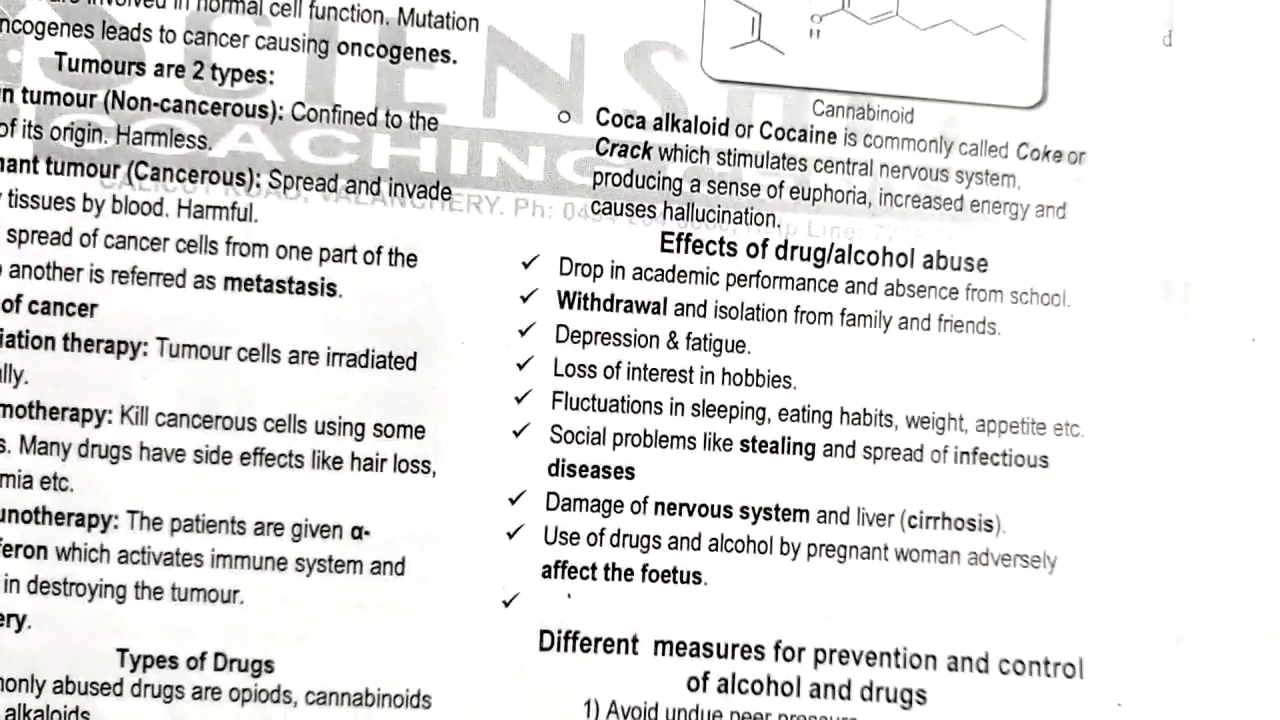 involved in normal cell function. Mutation
ncogenes leads to cancer causing oncogenes.
Tumours are 2 types:
n tumour (Non-cancerous): Confined to the
of its origin. Harmless.
nant tumour (Cancerous): Spread and invade
tissues by blood. Harmful.
spread of cancer cells from one part of the
another is referred as metastasis.
of cancer
iation therapy: Tumour cells are irradiated
lly.
motherapy: Kill cancerous cells using some
s. Many drugs have side effects like hair loss,
mia etc.
unotherapy: The patients are given α-
feron which activates immune system and
in destroying the tumour.
ery.
Types of Drugs
monly abused drugs are opiods, cannabinoids
alkaloids.
O
H
Cannabinoid
d
o Coca alkaloid or Cocaine is commonly called Coke or
Crack which stimulates central nervous system,
producing a sense of euphoria, increased energy and
causes hallucination.
Effects of drug/alcohol abuse
✓ Drop in academic performance and absence from school.
✓ Withdrawal and isolation from family and friends.
✓ Depression & fatigue.
✓ Loss of interest in hobbies.
✓ Fluctuations in sleeping, eating habits, weight, appetite etc.
✓ Social problems like stealing and spread of infectious
diseases
✓ Damage of nervous system and liver (cirrhosis).
✓ Use of drugs and alcohol by pregnant woman adversely
affect the foetus.
✓
Different measures for prevention and control
of alcohol and drugs
1) Avoid undue peer pressure
COACHING
VALANCHERY. Ph: